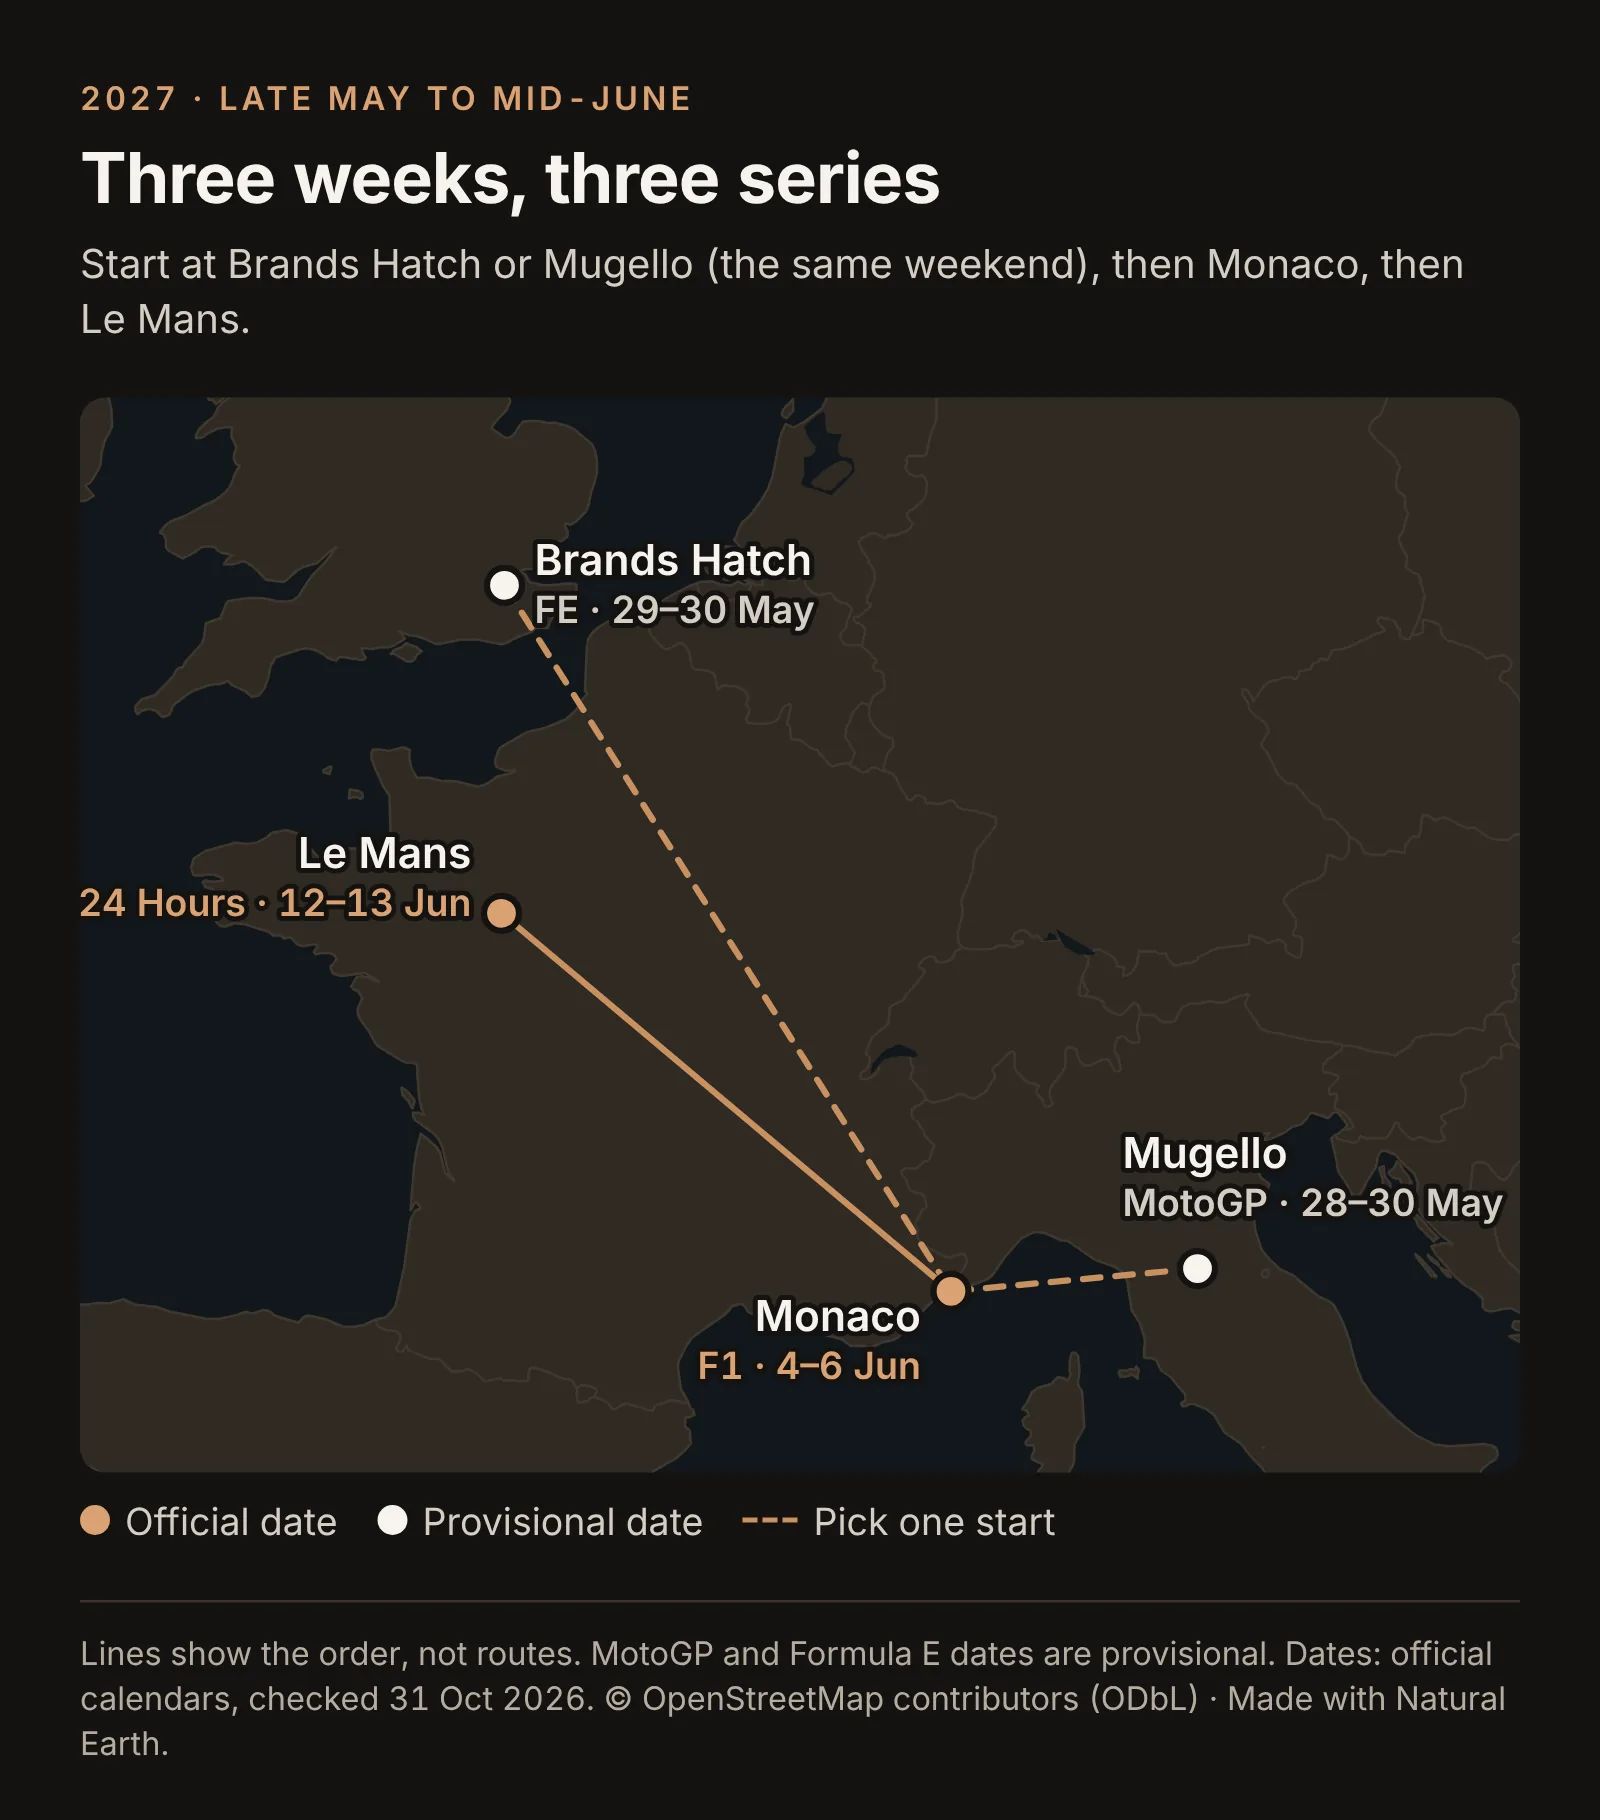 2027 · LATE MAY TO MID-JUNE
Three weeks, three series
Start at Brands Hatch or Mugello (the same weekend), then Monaco, then
Le Mans.
Brands Hatch
FE · 29–30 May
Le Mans
24 Hours · 12–13 Jun
Mugello
MotoGP · 28–30 May
Monaco
F1 · 4–6 Jun
Official date
Provisional date
Pick one start
Lines show the order, not routes. MotoGP and Formula E dates are provisional. Dates: official
calendars, checked 31 Oct 2026. © OpenStreetMap contributors (ODbL) · Made with Natural
Earth.